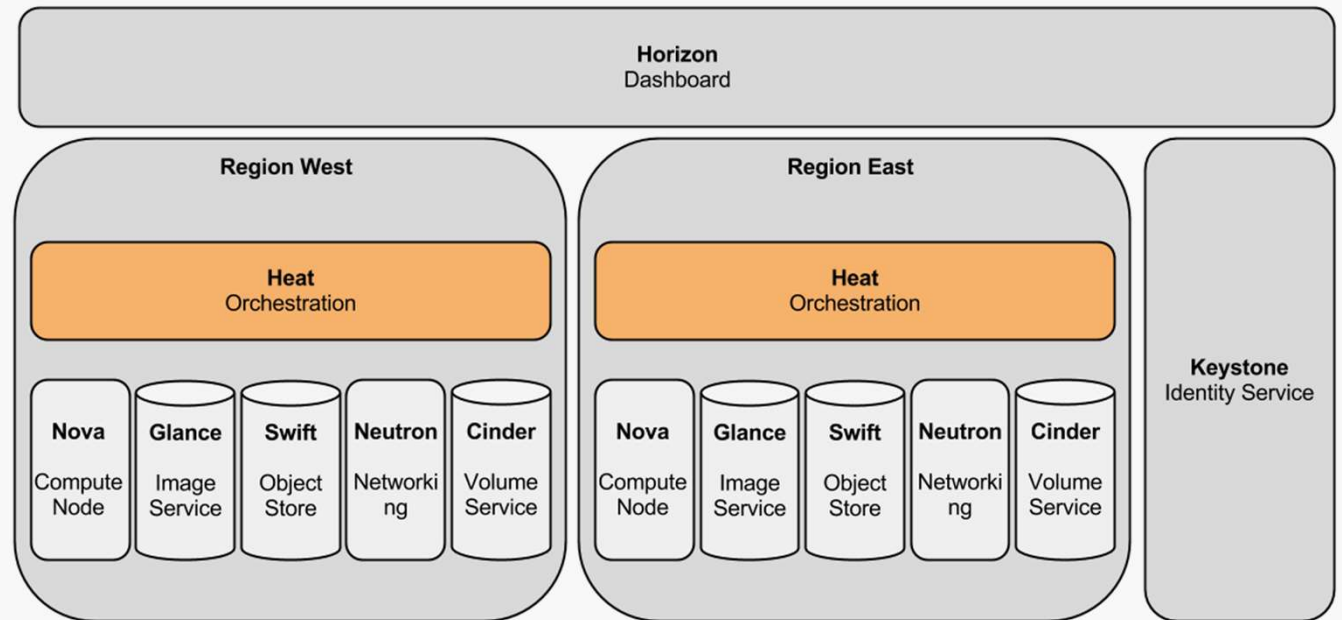 Horizon
Dashboard
Region West
Heat
Orchestration
Nova
Compute
Node
Glance
Image
Service
Swift
Object
Store
Neutron
Networki
ng
Cinder
Volume
Service
Region East
Heat
Orchestration
Nova
Compute
Node
Glance
Image
Service
Swift
Object
Store
Neutron
Networki
ng
Cinder
Volume
Service
Keystone
Identity Service